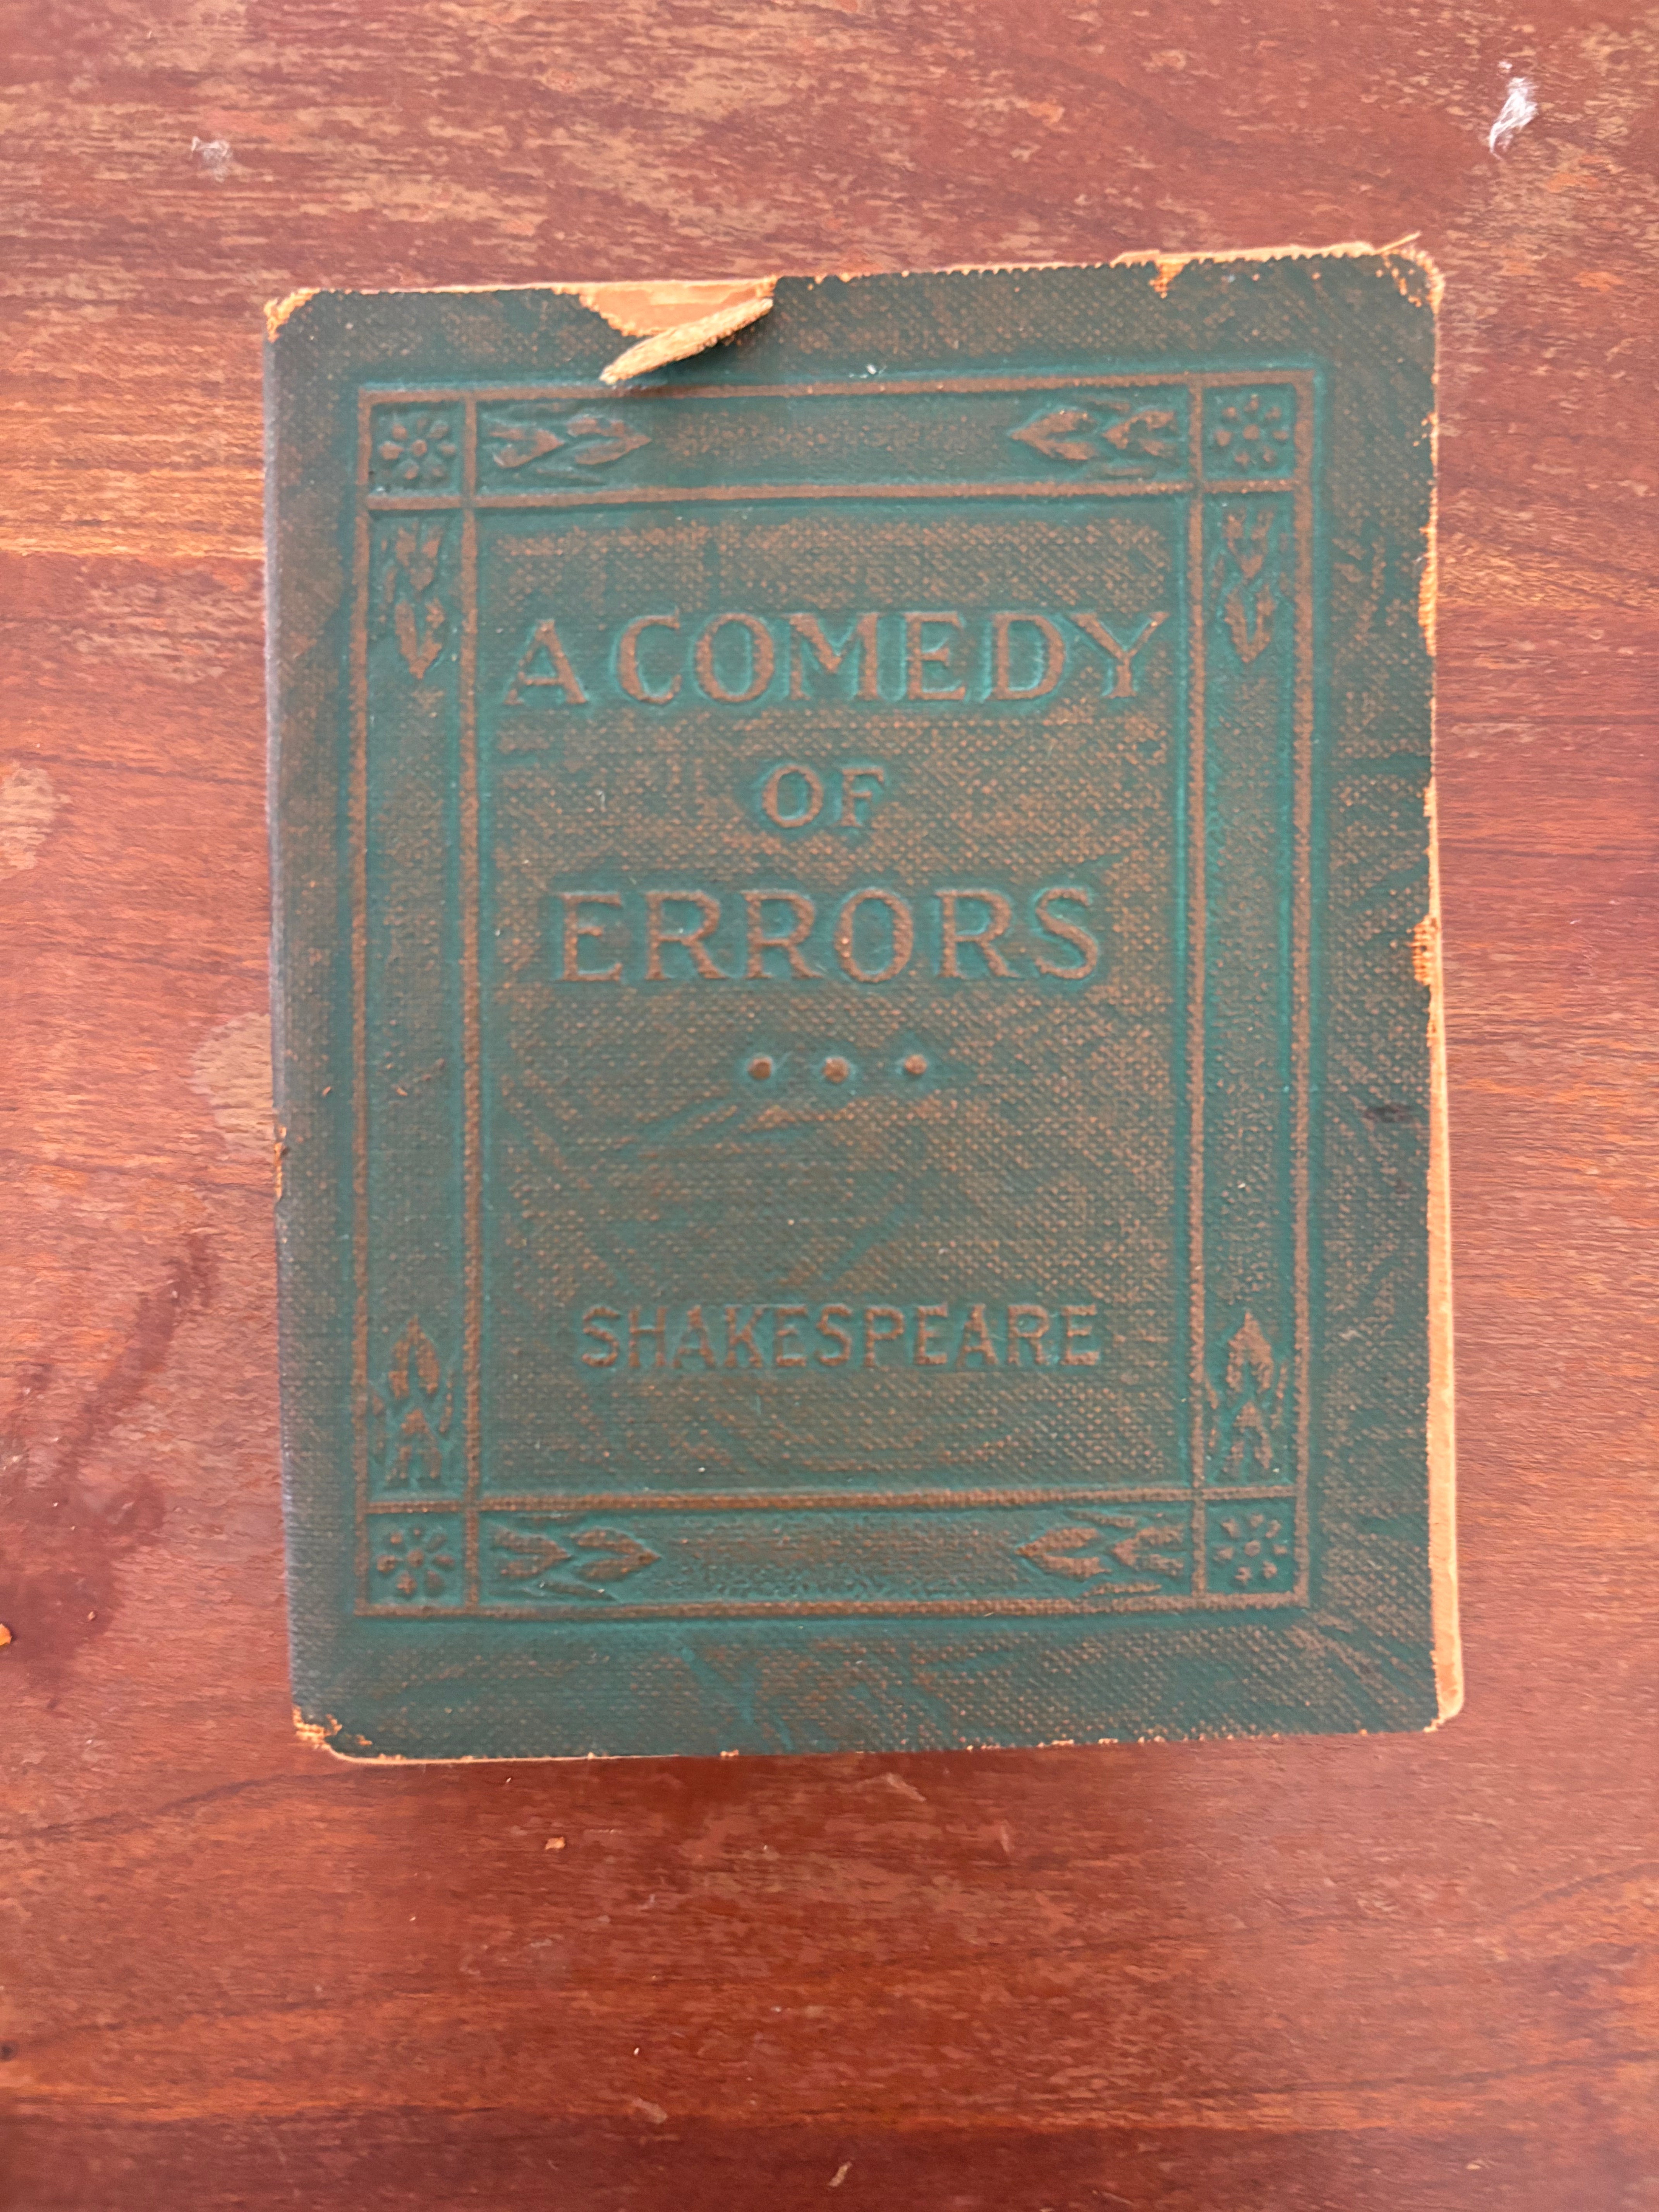 A COMEDY
OF
ERRORS
• • •
SHAKESPEARE